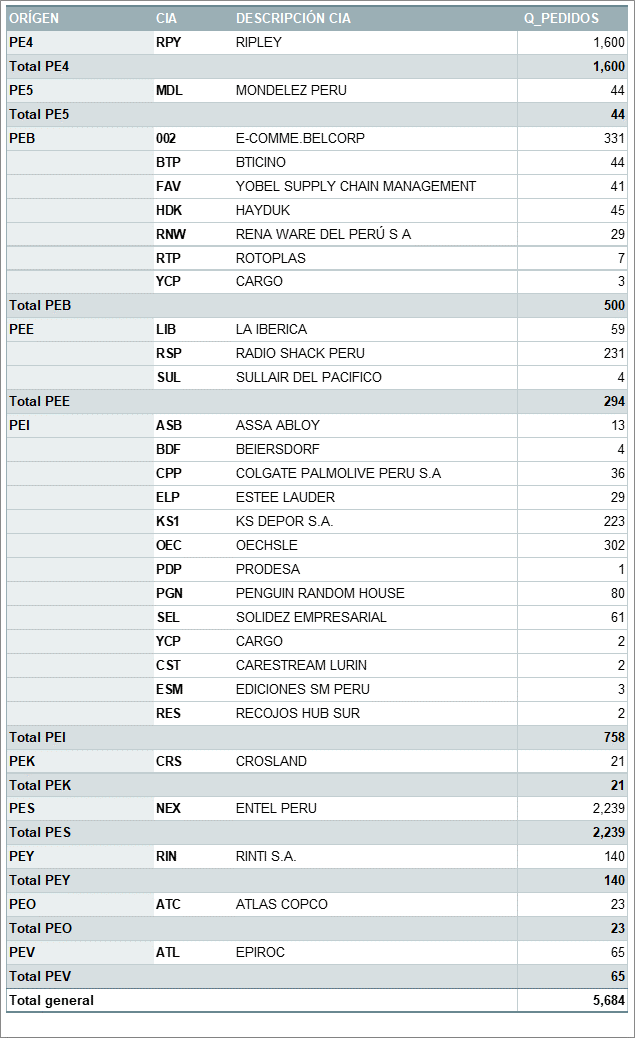 ORÍGEN CIA DESCRIPCIÓN CIA Q_PEDIDOS
PE4 RPY RIPLEY 1,600
Total PE4 1,600
PE5 MDL MONDELEZ PERU 44
Total PE5 44
PEB 002 E-COMME.BELCORP 331
BTP BTICINO 44
FAV YOBEL SUPPLY CHAIN MANAGEMENT 41
HDK HAYDUK 45
RNW RENA WARE DEL PERÚ S A 29
RTP ROTOPLAS 7
YCP CARGO 3
Total PEB 500
PEE LIB LA IBERICA 59
RSP RADIO SHACK PERU 231
SUL SULLAIR DEL PACIFICO 4
Total PEE 294
PEI ASB ASSA ABLOY 13
BDF BEIERSDORF 4
CPP COLGATE PALMOLIVE PERU S.A 36
ELP ESTEE LAUDER 29
KS1 KS DEPOR S.A. 223
OEC OECHSLE 302
PDP PRODESA 1
PGN PENGUIN RANDOM HOUSE 80
SEL SOLIDEZ EMPRESARIAL 61
YCP CARGO 2
CST CARESTREAM LURIN 2
ESM EDICIONES SM PERU 3
RES RECOJOS HUB SUR 2
Total PEI 758
PEK CRS CROSLAND 21
Total PEK 21
PES NEX ENTEL PERU 2,239
Total PES 2,239
PEY RIN RINTI S.A. 140
Total PEY 140
PEO ATC ATLAS COPCO 23
Total PEO 23
PEV ATL EPIROC 65
Total PEV 65
Total general 5,684